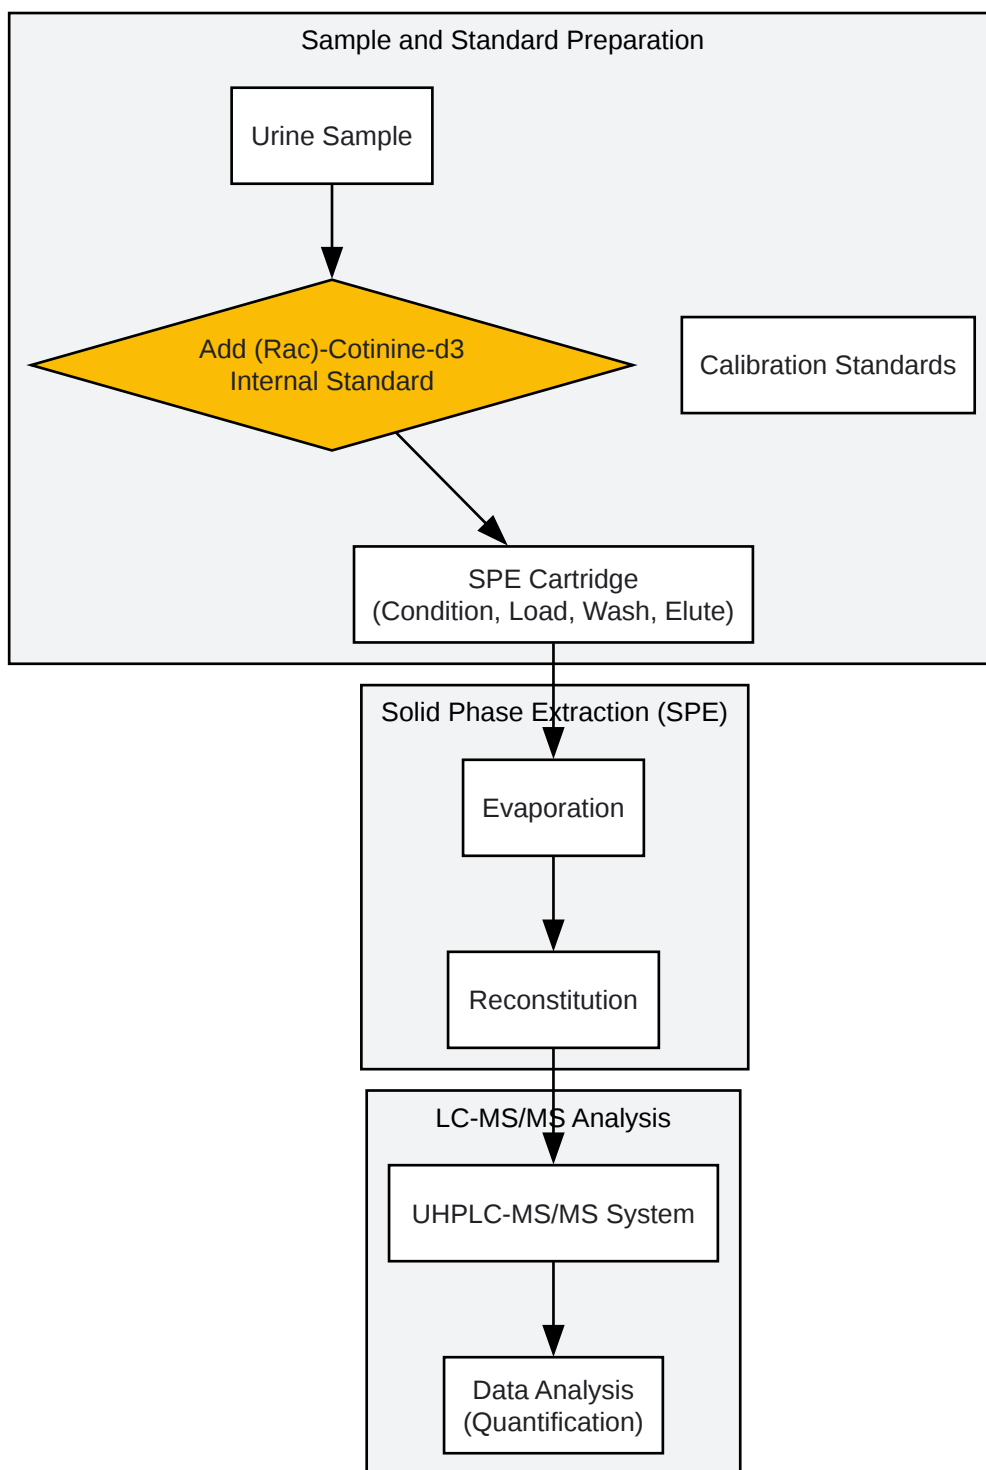 Sample and Standard Preparation
Urine Sample
Add (Rac)-Cotinine-d3
Internal Standard
Calibration Standards
SPE Cartridge
(Condition, Load, Wash, Elute)
Solid Phase Extraction (SPE)
Evaporation
Reconstitution
LC-MS/MS Analysis
UHPLC-MS/MS System
Data Analysis
(Quantification)